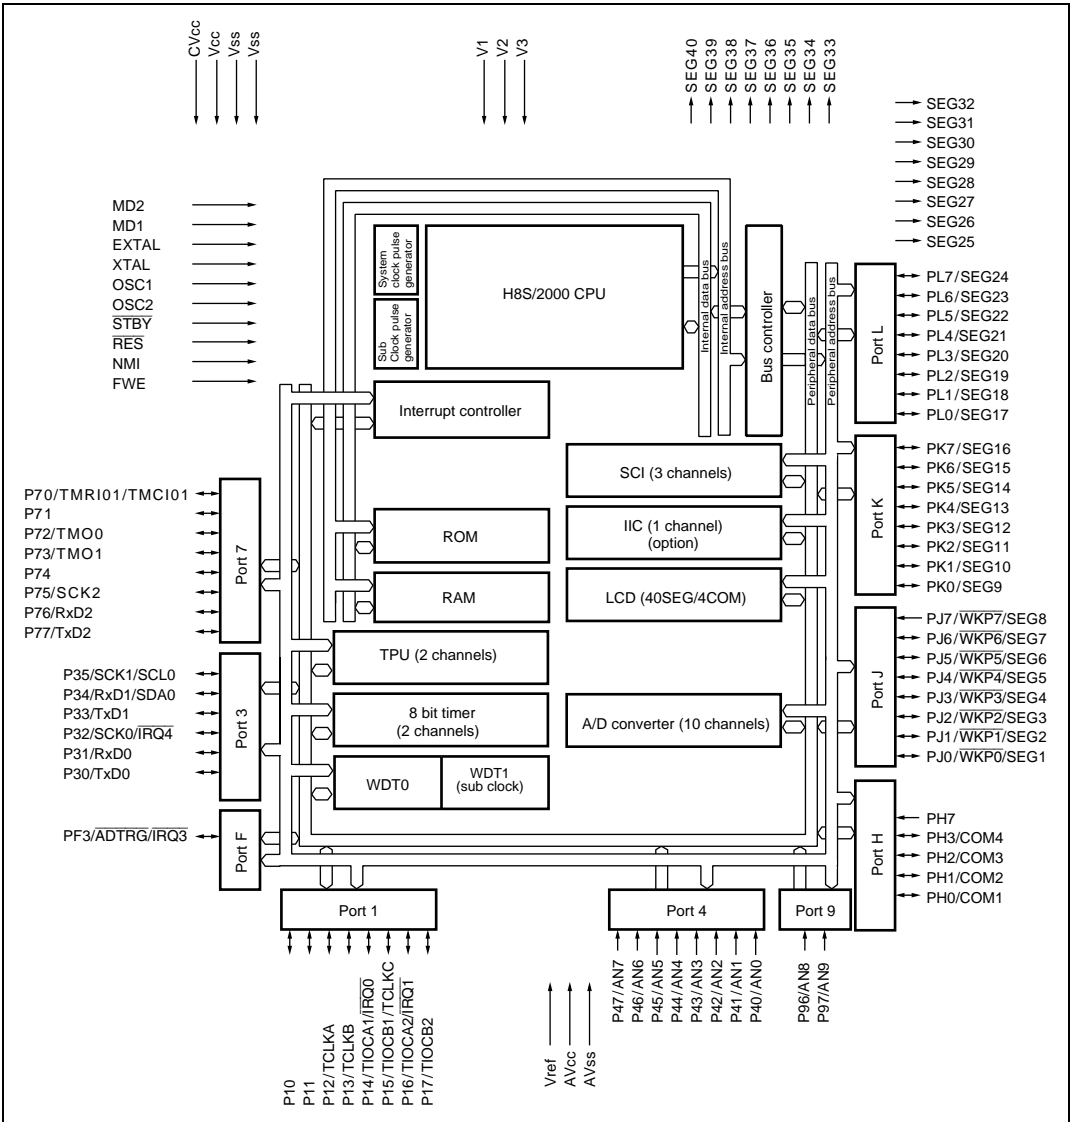 CVcc
Vcc
Vss
Vss
V1
V2
V3
SEG40
SEG39
SEG38
SEG37
SEG36
SEG35
SEG34
SEG33
SEG32
SEG31
SEG30
SEG29
SEG28
SEG27
SEG26
SEG25
MD2
MD1
EXTAL
XTAL
OSC1
OSC2
STBY
RES
NMI
FWE
System
clock pulse
generator
Sub
Clock pulse
generator
H8S/2000 CPU
Internal data bus
Internal address bus
Bus controller
Peripheral data bus
Peripheral address bus
Port L
PL7/SEG24
PL6/SEG23
PL5/SEG22
PL4/SEG21
PL3/SEG20
PL2/SEG19
PL1/SEG18
PL0/SEG17
Interrupt controller
SCI (3 channels)
IIC (1 channel)
(option)
LCD (40SEG/4COM)
A/D converter (10 channels)
ROM
RAM
TPU (2 channels)
8 bit timer
(2 channels)
WDT0
WDT1
(sub clock)
Port K
PK7/SEG16
PK6/SEG15
PK5/SEG14
PK4/SEG13
PK3/SEG12
PK2/SEG11
PK1/SEG10
PK0/SEG9
P70/TMRI01/TMCI01
P71
P72/TMO0
P73/TMO1
P74
P75/SCK2
P76/RxD2
P77/TxD2
Port 7
Port J
PJ7/WKP7/SEG8
PJ6/WKP6/SEG7
PJ5/WKP5/SEG6
PJ4/WKP4/SEG5
PJ3/WKP3/SEG4
PJ2/WKP2/SEG3
PJ1/WKP1/SEG2
PJ0/WKP0/SEG1
P35/SCK1/SCL0
P34/RxD1/SDA0
P33/TxD1
P32/SCK0/IRQ4
P31/RxD0
P30/TxD0
Port 3
PF3/ADTRG/IRQ3
Port F
Port H
PH7
PH3/COM4
PH2/COM3
PH1/COM2
PH0/COM1
Port 1
Port 4
Port 9
P10
P11
P12/TCLKA
P13/TCLKB
P14/TIOCA1/IRQ0
P15/TIOCB1/TCLKC
P16/TIOCA2/IRQ1
P17/TIOCB2
Vref
AVcc
AVss
P47/AN7
P46/AN6
P45/AN5
P44/AN4
P43/AN3
P42/AN2
P41/AN1
P40/AN0
P96/AN8
P97/AN9